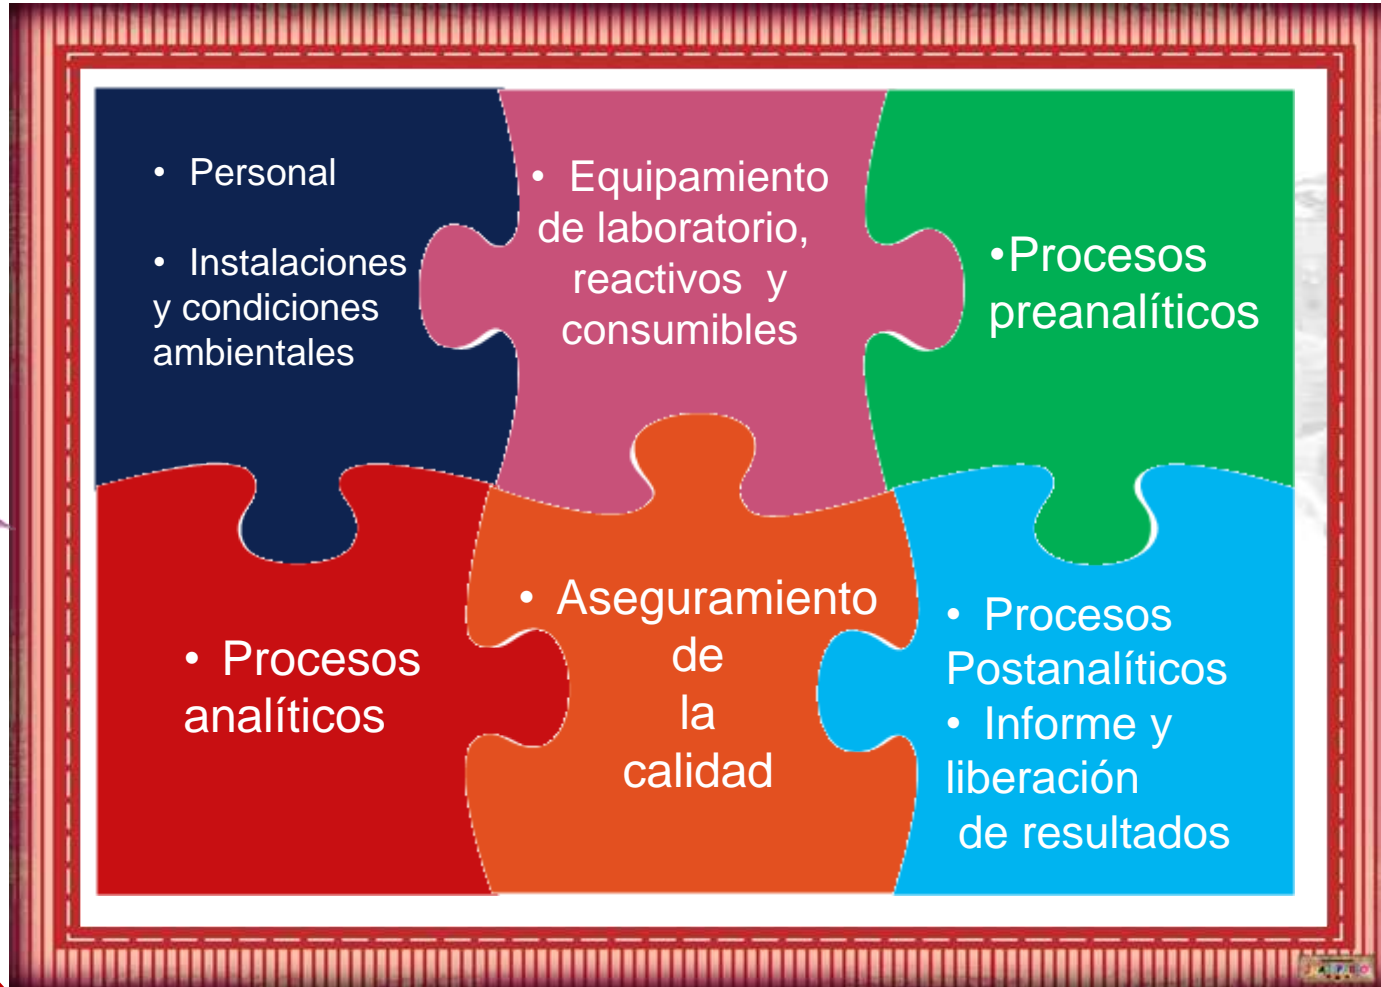 • Personal
• Instalaciones
y condiciones
ambientales
• Equipamiento
de laboratorio,
reactivos y
consumibles
•Procesos
preanalíticos
• Procesos
analíticos
• Aseguramiento
de
la
calidad
• Procesos
Postanalíticos
• Informe y
liberación
de resultados